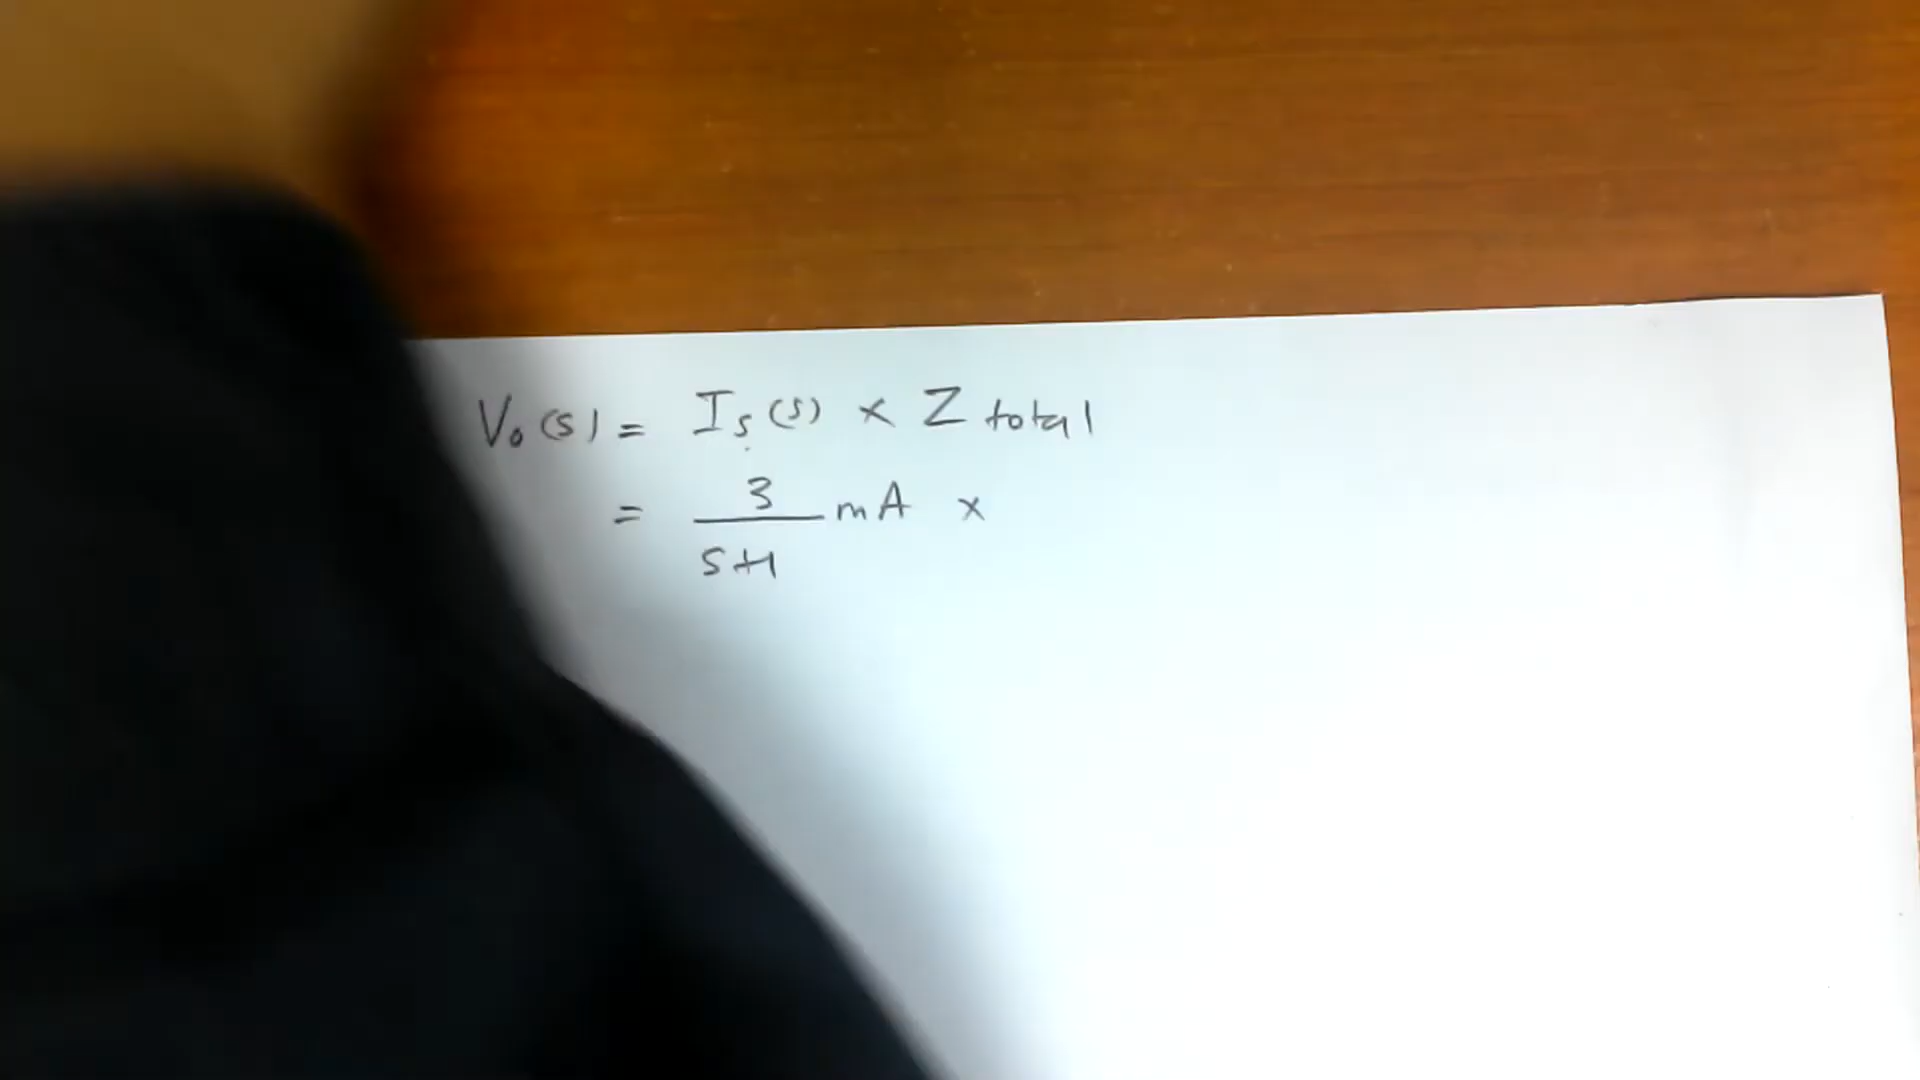 V₀(s) = Iₛ(s) × Z total
= 3/(s+1) mA ×